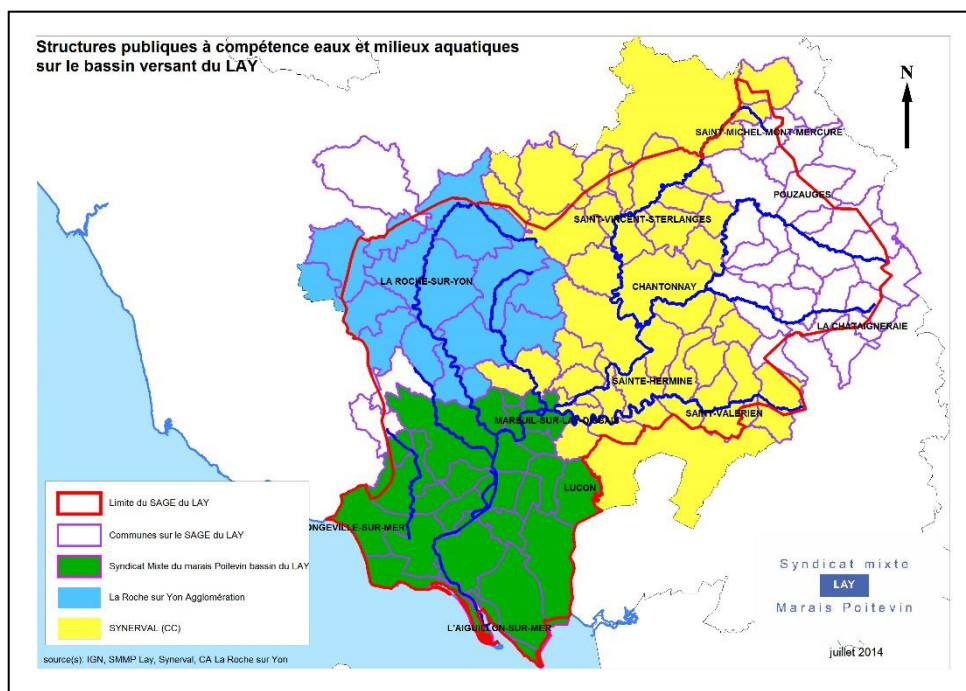 Structures publiques à compétence eaux et milieux aquatiques
sur le bassin versant du LAY
N
SAINT-MICHEL-MONT-MERCURE
POUZAUGES
SAINT-VINCENT-STERLANGES
LA ROCHE-SUR-YON
CHANTONNAY
LA CHATAIGNERAIE
SAINTE-HERMINE
SAINT-VALERIEN
MAREUIL-SUR-LAY-DISSAIS
LUCON
ONGEVILLE-SUR-MER
L'AIGUILLON-SUR-MER
Limite du SAGE du LAY
Communes sur le SAGE du LAY
Syndicat Mixte du marais Poitevin bassin du LAY
La Roche sur Yon Agglomération
SYNERVAL (CC)
source(s): IGN, SMMP Lay, Synerval, CA La Roche sur Yon
Syndicat mixte
LAY
Marais Poitevin
juillet 2014